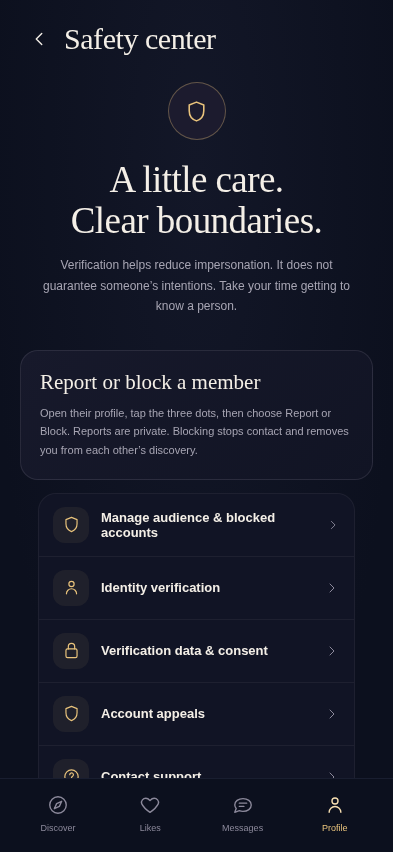 Safety center
A little care.
Clear boundaries.
Verification helps reduce impersonation. It does not
guarantee someone’s intentions. Take your time getting to
know a person.
Report or block a member
Open their profile, tap the three dots, then choose Report or
Block. Reports are private. Blocking stops contact and removes
you from each other’s discovery.
Manage audience & blocked
accounts
Identity verification
Verification data & consent
Account appeals
Contact support
Discover
Likes
Messages
Profile